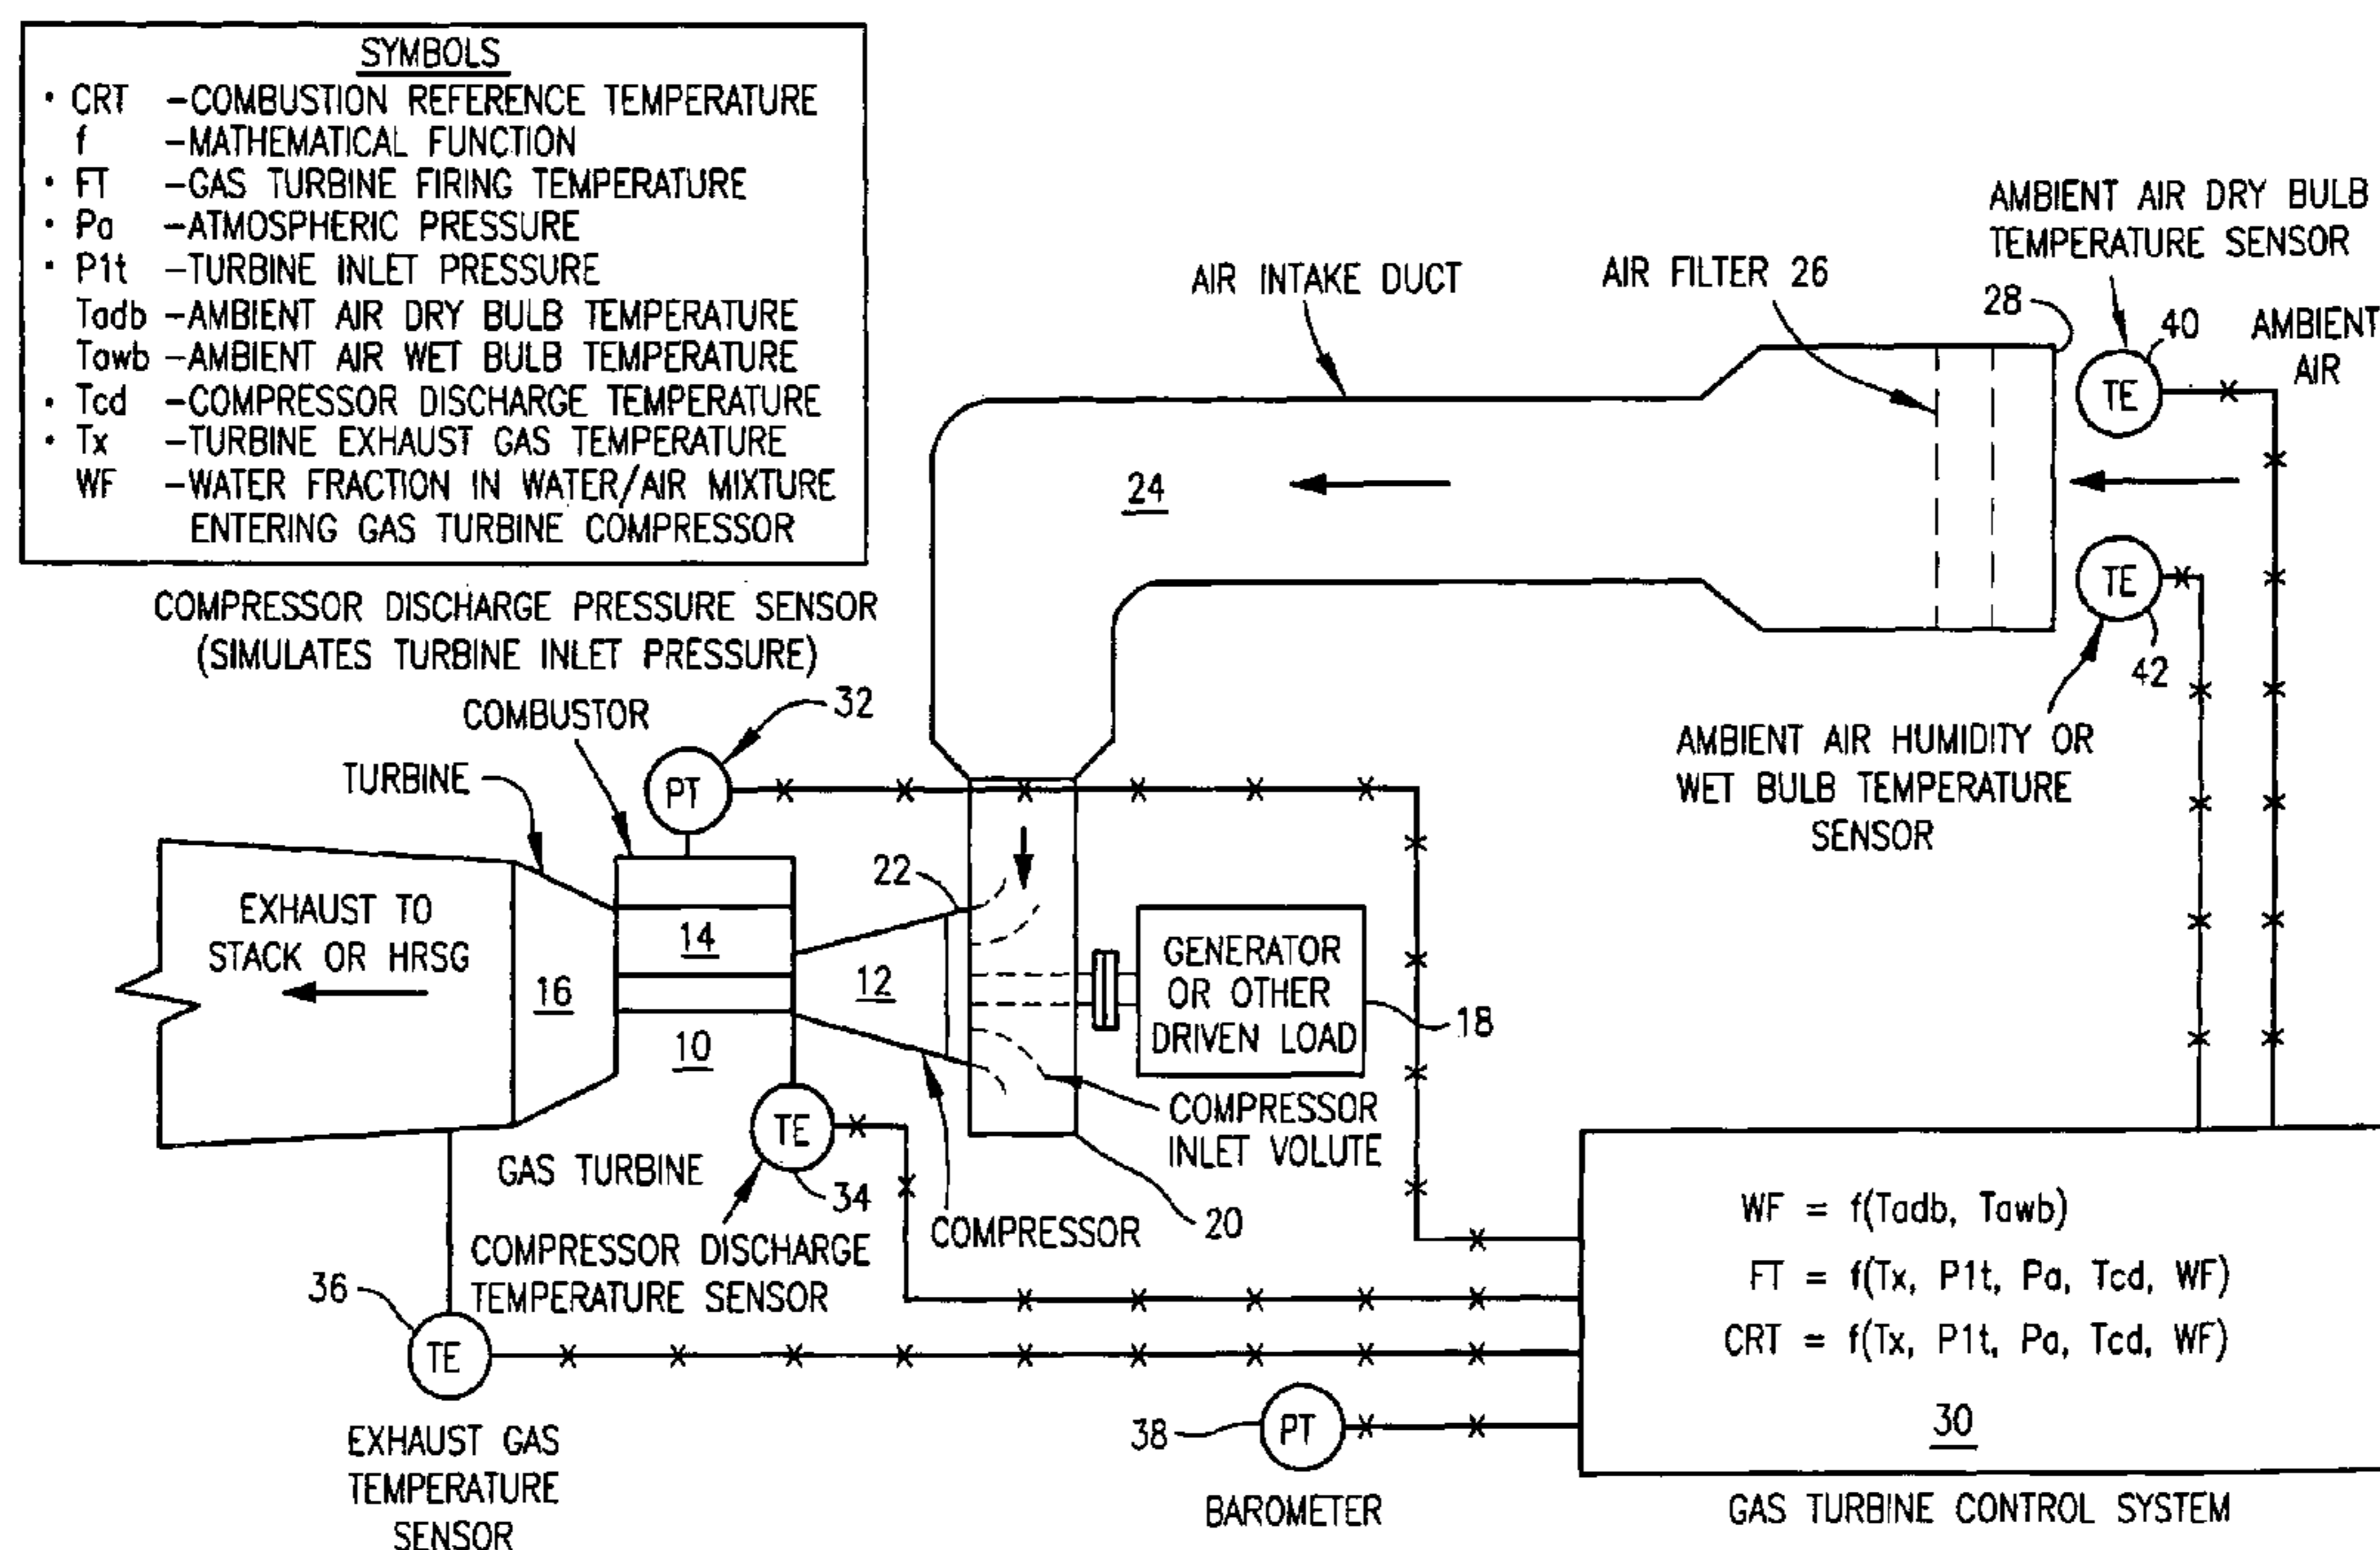 SYMBOLS
· CRT –COMBUSTION REFERENCE TEMPERATURE
f –MATHEMATICAL FUNCTION
· FT –GAS TURBINE FIRING TEMPERATURE
· Pa –ATMOSPHERIC PRESSURE
· P1t –TURBINE INLET PRESSURE
Tadb –AMBIENT AIR DRY BULB TEMPERATURE
Tawb –AMBIENT AIR WET BULB TEMPERATURE
· Tcd –COMPRESSOR DISCHARGE TEMPERATURE
· Tx –TURBINE EXHAUST GAS TEMPERATURE
WF –WATER FRACTION IN WATER/AIR MIXTURE
ENTERING GAS TURBINE COMPRESSOR
AMBIENT AIR DRY BULB
TEMPERATURE SENSOR
AIR INTAKE DUCT
AIR FILTER 26
28
40
AMBIENT
AIR
TE
24
TE
42
COMPRESSOR DISCHARGE PRESSURE SENSOR
(SIMULATES TURBINE INLET PRESSURE)
COMBUSTOR
32
TURBINE
PT
AMBIENT AIR HUMIDITY OR
WET BULB TEMPERATURE
SENSOR
22
EXHAUST TO
STACK OR HRSG
16
14
12
10
GENERATOR
OR OTHER
DRIVEN LOAD
18
COMPRESSOR
INLET VOLUTE
TE
34
GAS TURBINE
COMPRESSOR
20
COMPRESSOR DISCHARGE
TEMPERATURE SENSOR
36
TE
EXHAUST GAS
TEMPERATURE
SENSOR
38
PT
BAROMETER
WF = f(Tadb, Tawb)
FT = f(Tx, P1t, Pa, Tcd, WF)
CRT = f(Tx, P1t, Pa, Tcd, WF)
30
GAS TURBINE CONTROL SYSTEM